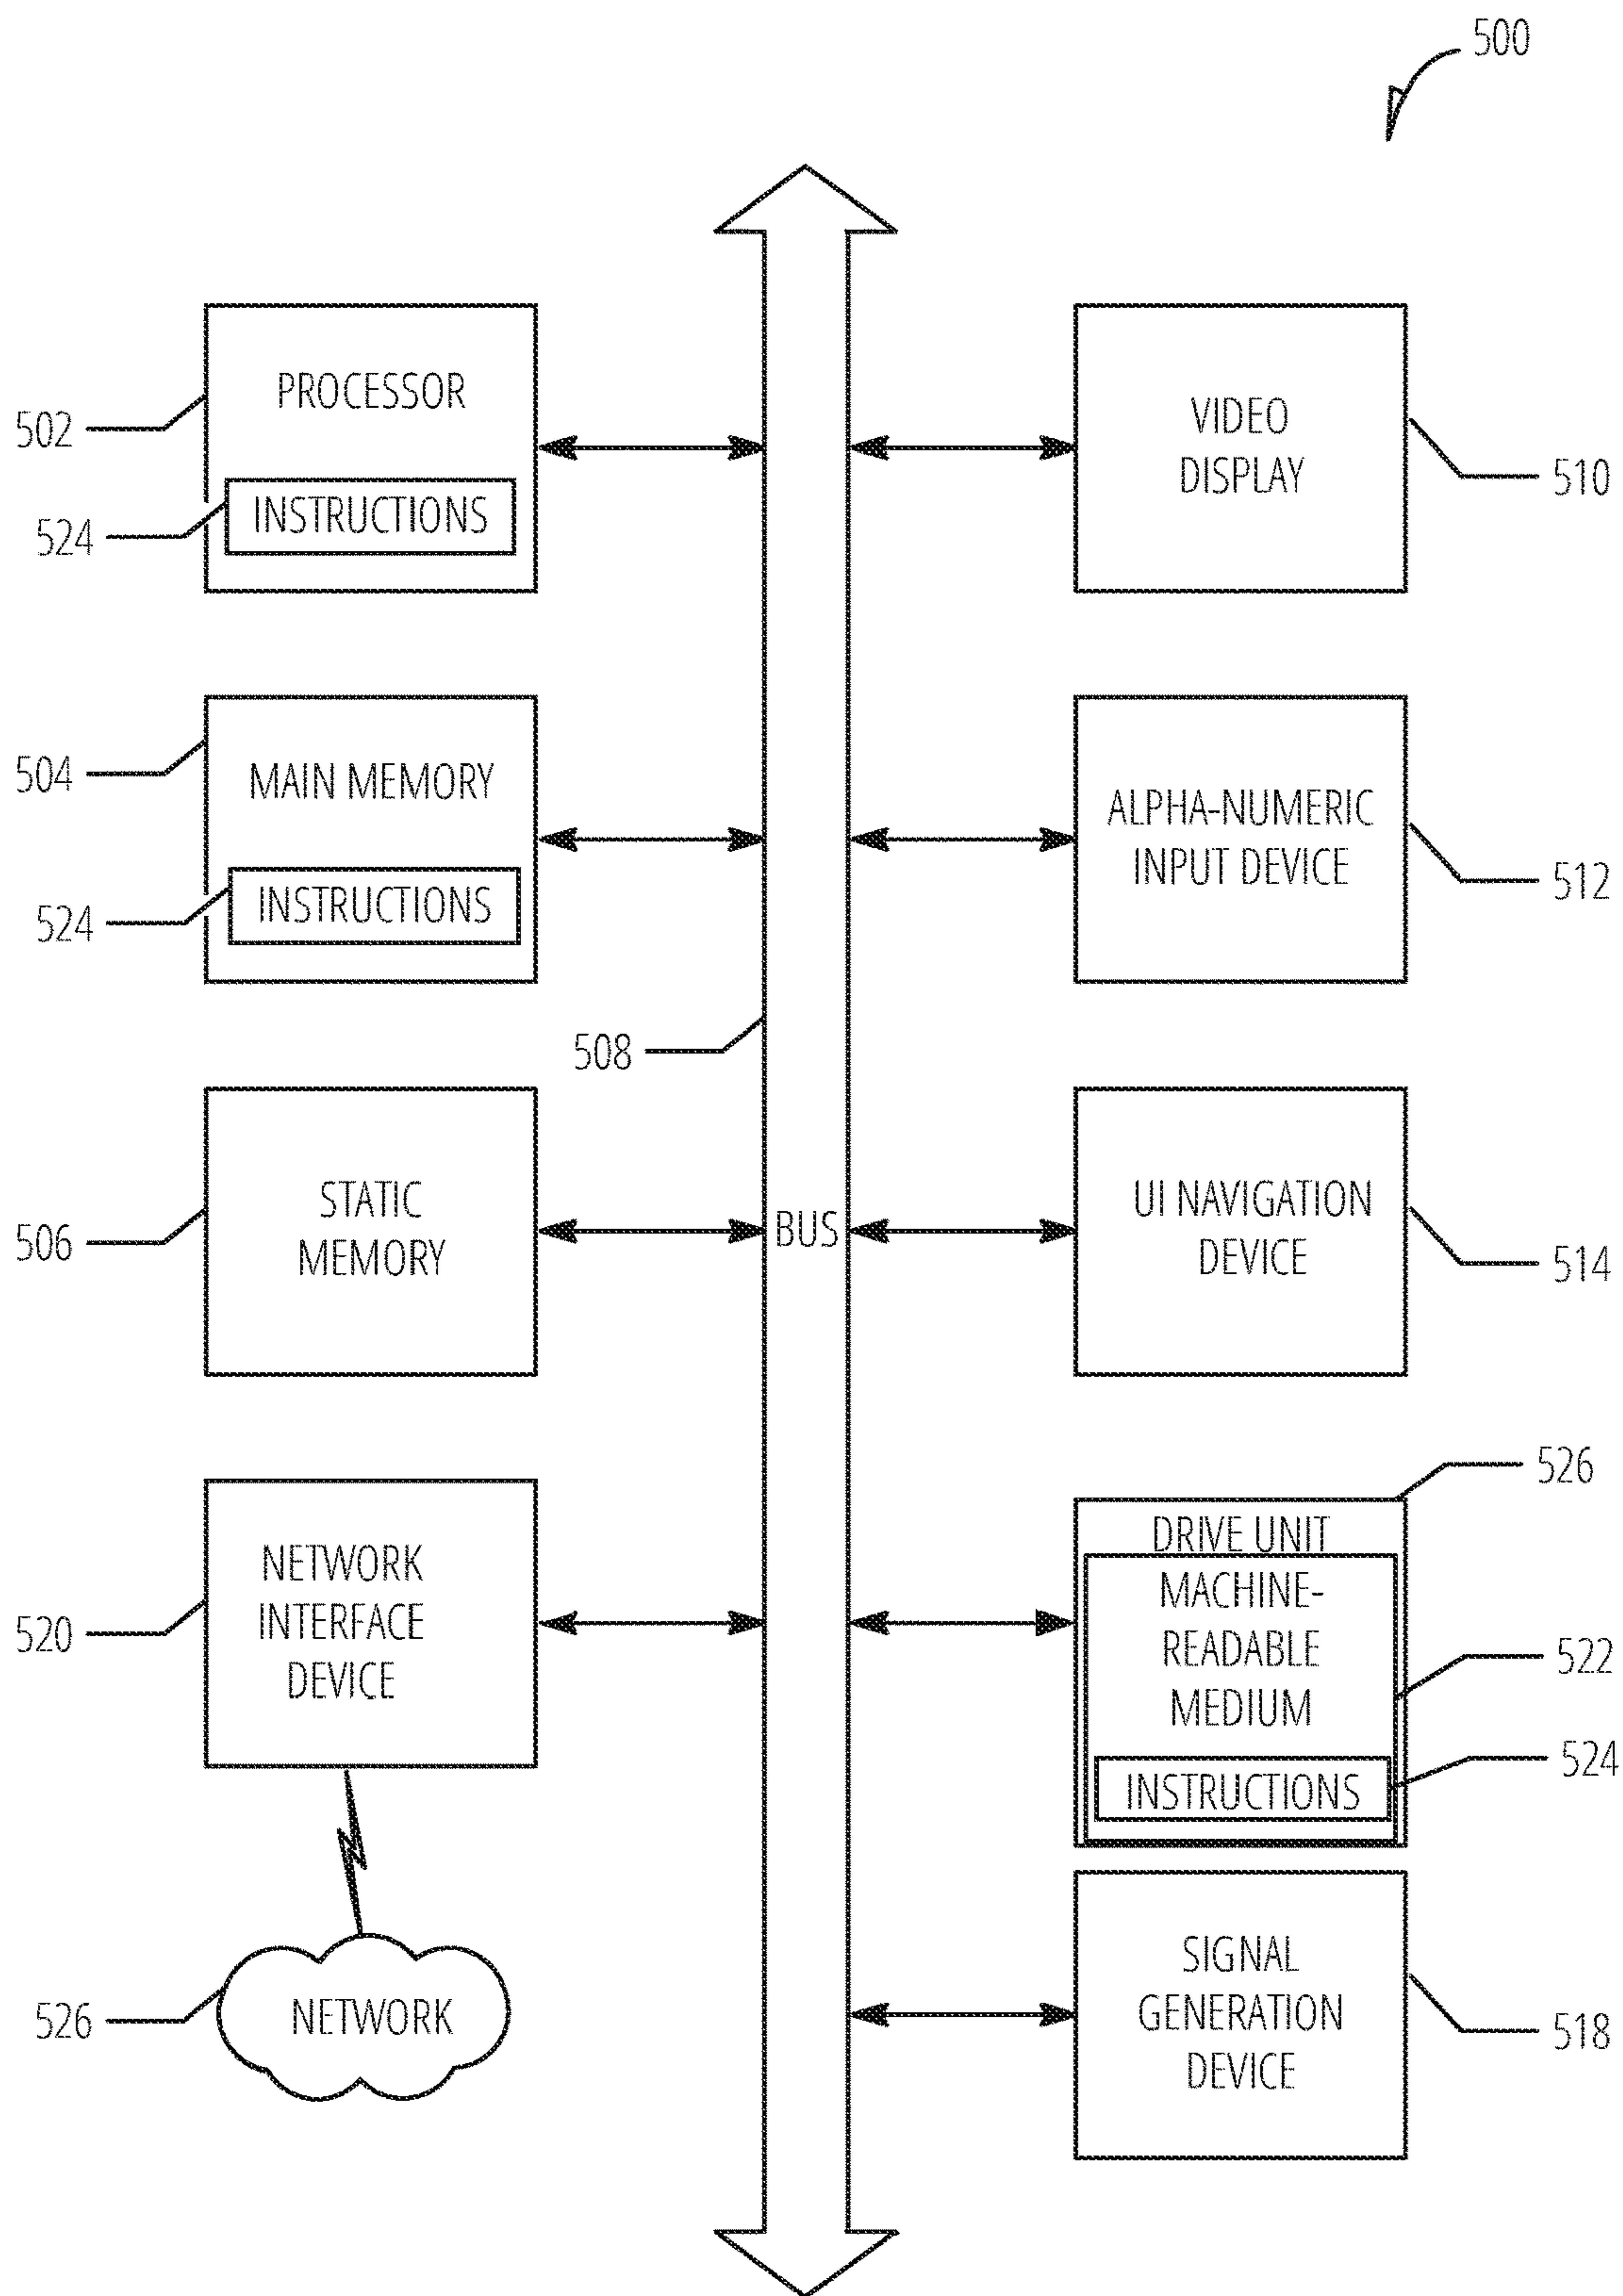 500
PROCESSOR
502
INSTRUCTIONS
524
VIDEO
DISPLAY
510
504
MAIN MEMORY
INSTRUCTIONS
524
ALPHA-NUMERIC
INPUT DEVICE
512
508
STATIC
MEMORY
506
BUS
UI NAVIGATION
DEVICE
514
NETWORK
INTERFACE
DEVICE
520
526
DRIVE UNIT
MACHINE-
READABLE
MEDIUM
522
524
INSTRUCTIONS
526
NETWORK
SIGNAL
GENERATION
DEVICE
518